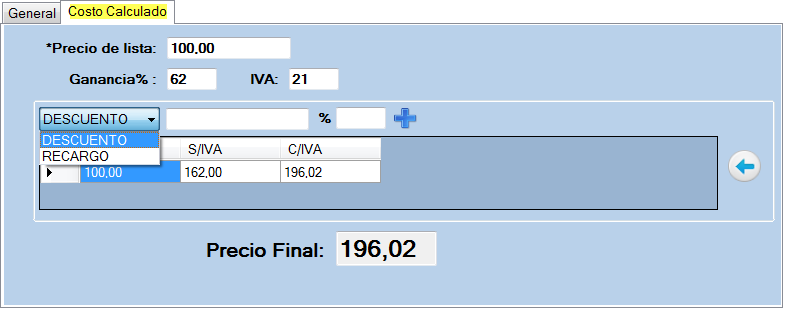 General Costo Calculado
*Precio de lista: 100,00
Ganancia% : 62 IVA: 21
DESCUENTO %
DESCUENTO
RECARGO
S/IVA C/IVA
100,00 162,00 196,02
Precio Final: 196,02